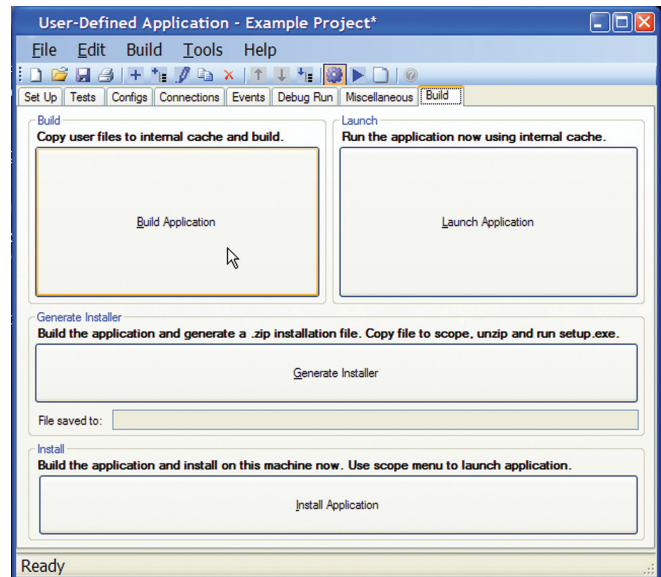 User-Defined Application - Example Project*
File Edit Build Tools Help
Set Up Tests Configs Connections Events Debug Run Miscellaneous Build
Build
Copy user files to internal cache and build.
Build Application
Launch
Run the application now using internal cache.
Launch Application
Generate Installer
Build the application and generate a .zip installation file. Copy file to scope, unzip and run setup.exe.
Generate Installer
File saved to:
Install
Build the application and install on this machine now. Use scope menu to launch application.
Install Application
Ready